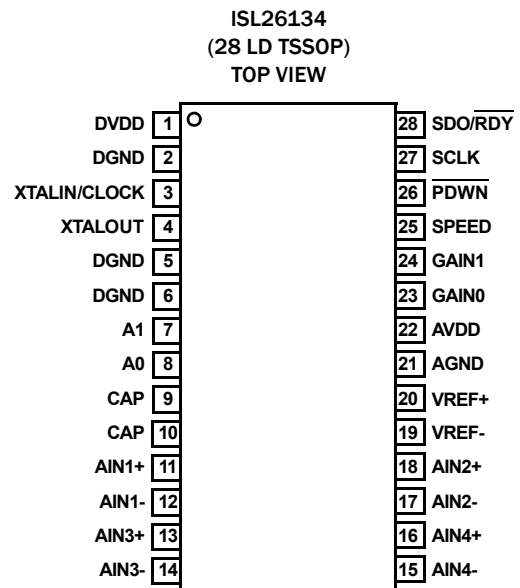 ISL26134
(28 LD TSSOP)
TOP VIEW
DVDD 1 28 SDO/RDY
DGND 2 27 SCLK
XTALIN/CLOCK 3 26 PDWN
XTALOUT 4 25 SPEED
DGND 5 24 GAIN1
DGND 6 23 GAIN0
A1 7 22 AVDD
A0 8 21 AGND
CAP 9 20 VREF+
CAP 10 19 VREF-
AIN1+ 11 18 AIN2+
AIN1- 12 17 AIN2-
AIN3+ 13 16 AIN4+
AIN3- 14 15 AIN4-